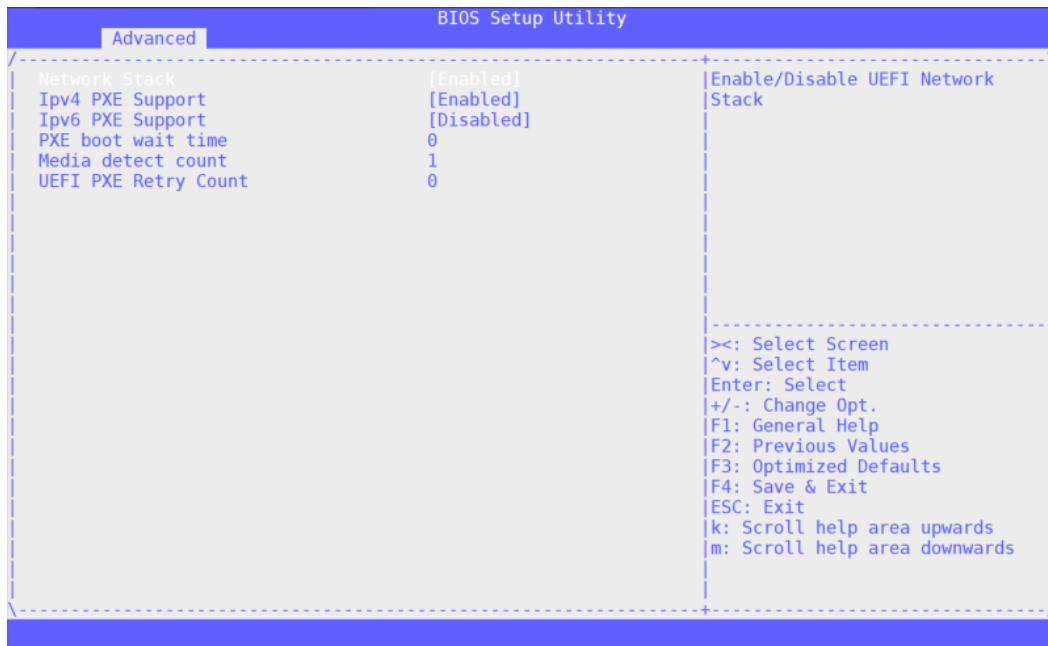 BIOS Setup Utility
Advanced
Network Stack [Enabled]
Ipv4 PXE Support [Enabled]
Ipv6 PXE Support [Disabled]
PXE boot wait time 0
Media detect count 1
UEFI PXE Retry Count 0
Enable/Disable UEFI Network
Stack
><: Select Screen
^v: Select Item
Enter: Select
+/-: Change Opt.
F1: General Help
F2: Previous Values
F3: Optimized Defaults
F4: Save & Exit
ESC: Exit
k: Scroll help area upwards
m: Scroll help area downwards